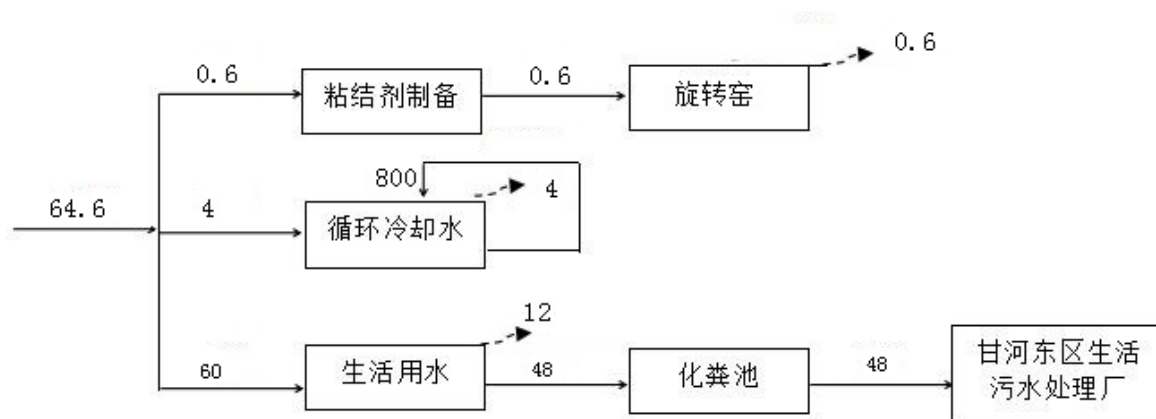 0.6
0.6
粘结剂制备
0.6
旋转窑
800
4
64.6
4
循环冷却水
12
60
生活用水
48
化粪池
48
甘河东区生活
污水处理厂